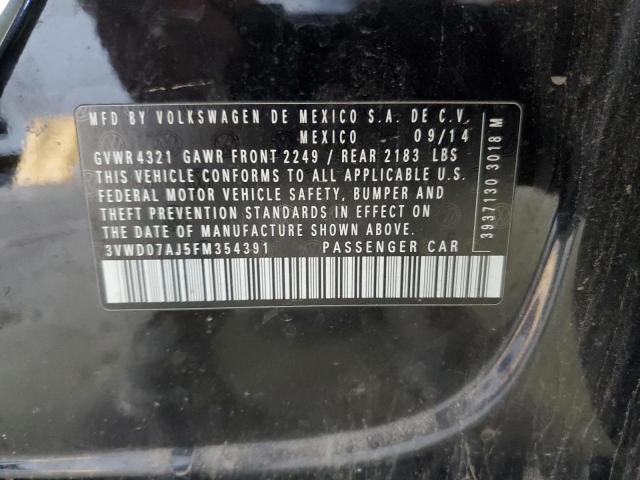 MFD BY VOLKSWAGEN DE MEXICO S.A. DE C.V.
MEXICO 09/14
GVWR 4321 GAWR FRONT 2249 / REAR 2183 LBS
THIS VEHICLE CONFORMS TO ALL APPLICABLE U.S.
FEDERAL MOTOR VEHICLE SAFETY, BUMPER AND
THEFT PREVENTION STANDARDS IN EFFECT ON
THE DATE OF MANUFACTURE SHOWN ABOVE.
3VWD07AJ5FM354391 PASSENGER CAR
3937130 3018 M